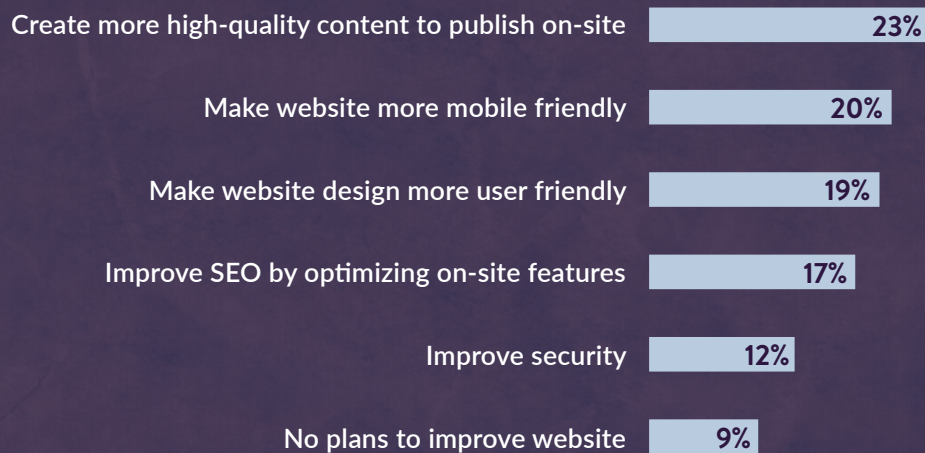 Create more high-quality content to publish on-site 23%
Make website more mobile friendly 20%
Make website design more user friendly 19%
Improve SEO by optimizing on-site features 17%
Improve security 12%
No plans to improve website 9%